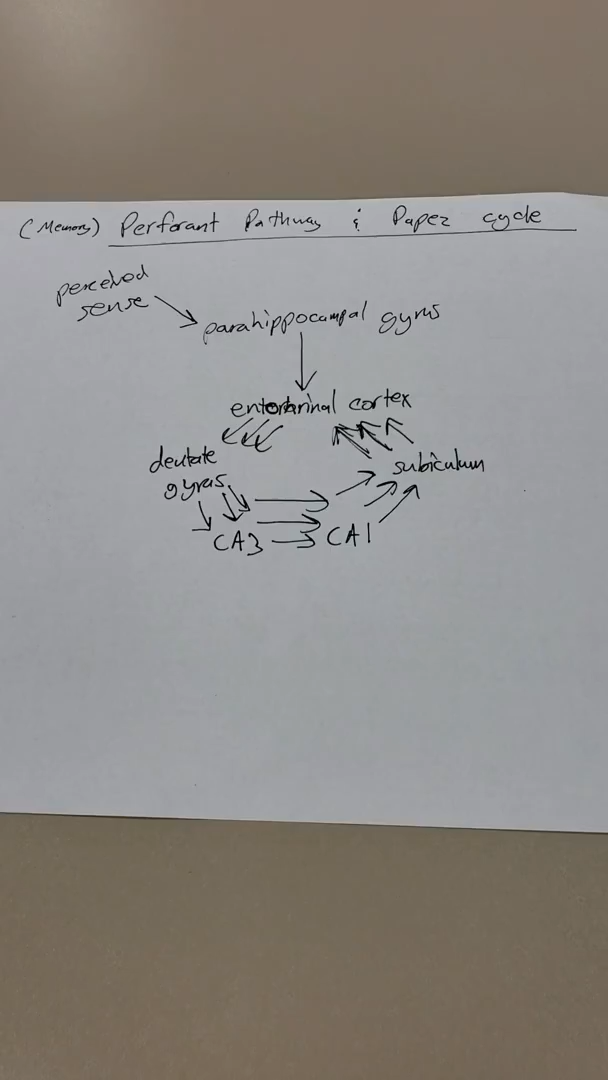 (Memory) Perforant Pathway & Papez cycle
perceived
sense
parahippocampal gyrus
entorhinal cortex
dentate
gyrus
subiculum
CA3
CA1